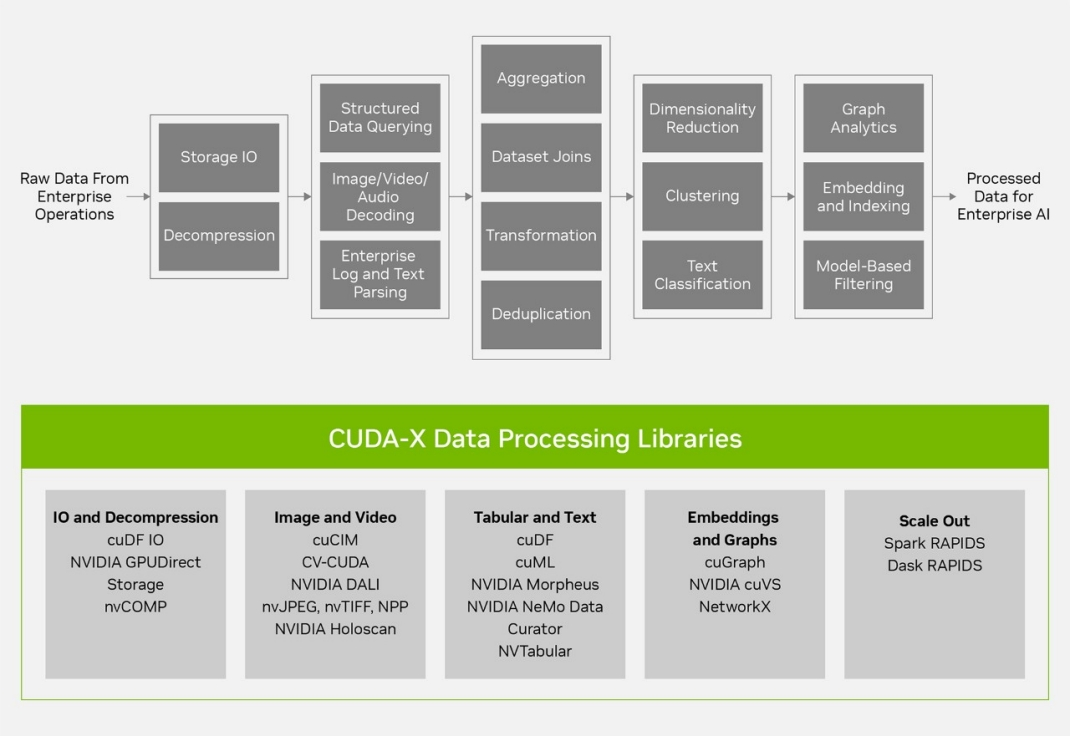 Raw Data From
Enterprise
Operations
Storage IO
Decompression
Structured
Data Querying
Image/Video/
Audio
Decoding
Enterprise
Log and Text
Parsing
Aggregation
Dataset Joins
Transformation
Deduplication
Dimensionality
Reduction
Clustering
Text
Classification
Graph
Analytics
Embedding
and Indexing
Model-Based
Filtering
Processed
Data for
Enterprise AI
CUDA-X Data Processing Libraries
IO and Decompression
cuDF IO
NVIDIA GPUDirect
Storage
nvCOMP
Image and Video
cuCIM
CV-CUDA
NVIDIA DALI
nvJPEG, nvTIFF, NPP
NVIDIA Holoscan
Tabular and Text
cuDF
cuML
NVIDIA Morpheus
NVIDIA NeMo Data
Curator
NVTabular
Embeddings
and Graphs
cuGraph
NVIDIA cuVS
NetworkX
Scale Out
Spark RAPIDS
Dask RAPIDS